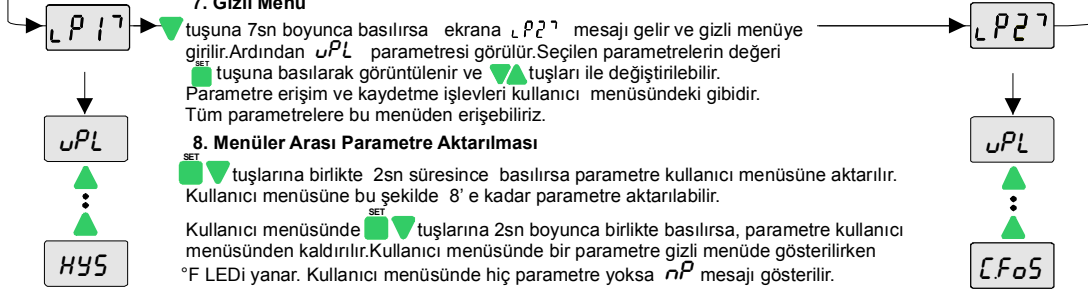 7. Gizli Menü
LP17
tuşuna 7sn boyunca basılırsa ekrana LP27 mesajı gelir ve gizli menüye
LP27
girilir.Ardından uPL parametresi görülür.Seçilen parametrelerin değeri
SET
tuşuna basılarak görüntülenir ve tuşları ile değiştirilebilir.
Parametre erişim ve kaydetme işlevleri kullanıcı menüsündeki gibidir.
Tüm parametrelere bu menüden erişebiliriz.
uPL
uPL
8. Menüler Arası Parametre Aktarılması
SET
tuşlarına birlikte 2sn süresince basılırsa parametre kullanıcı menüsüne aktarılır.
Kullanıcı menüsüne bu şekilde 8' e kadar parametre aktarılabilir.
SET
Kullanıcı menüsünde tuşlarına 2sn boyunca birlikte basılırsa, parametre kullanıcı
menüsünden kaldırılır.Kullanıcı menüsünde bir parametre gizli menüde gösterilirken
°F LEDi yanar. Kullanıcı menüsünde hiç parametre yoksa nP mesajı gösterilir.
HYS
C.FoS